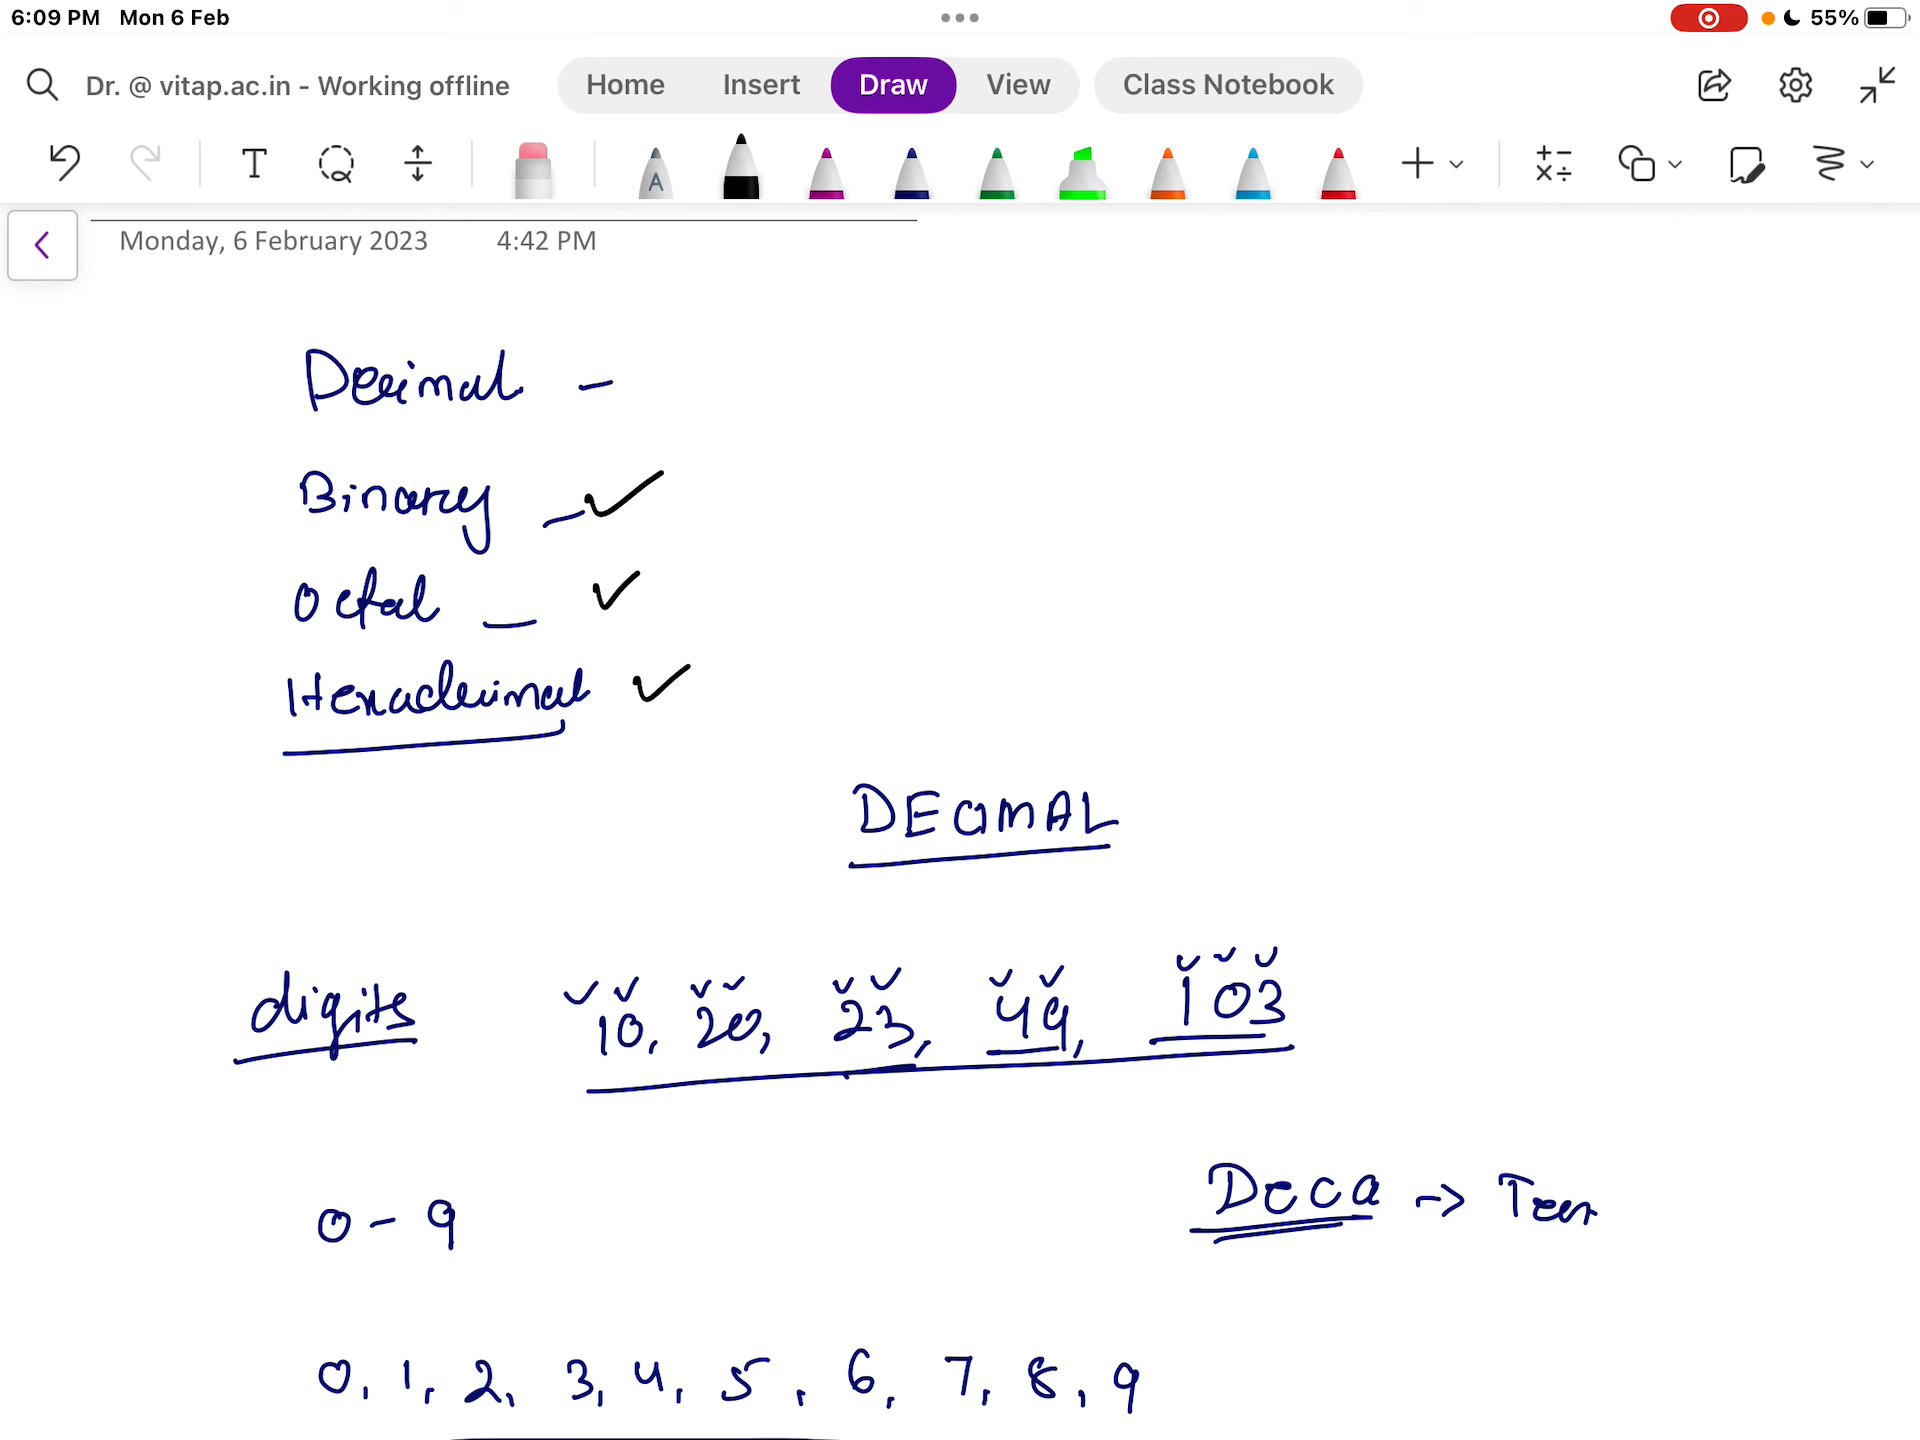 6:09 PM Mon 6 Feb 55%
Dr. @ vitap.ac.in - Working offline Home Insert Draw View Class Notebook
T A
Monday, 6 February 2023 4:42 PM
Decimal -
Binary -
Octal -
Hexadecimal
DECIMAL
digits 10, 20, 23, 49, 103
Deca -> Ten
0 - 9
0, 1, 2, 3, 4, 5, 6, 7, 8, 9